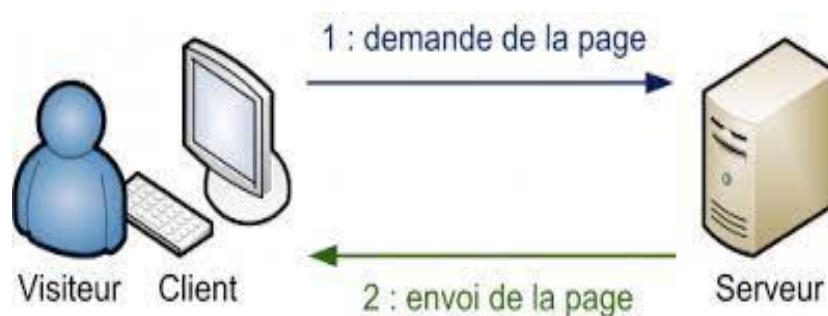 1 : demande de la page
Visiteur Client
2 : envoi de la page
Serveur